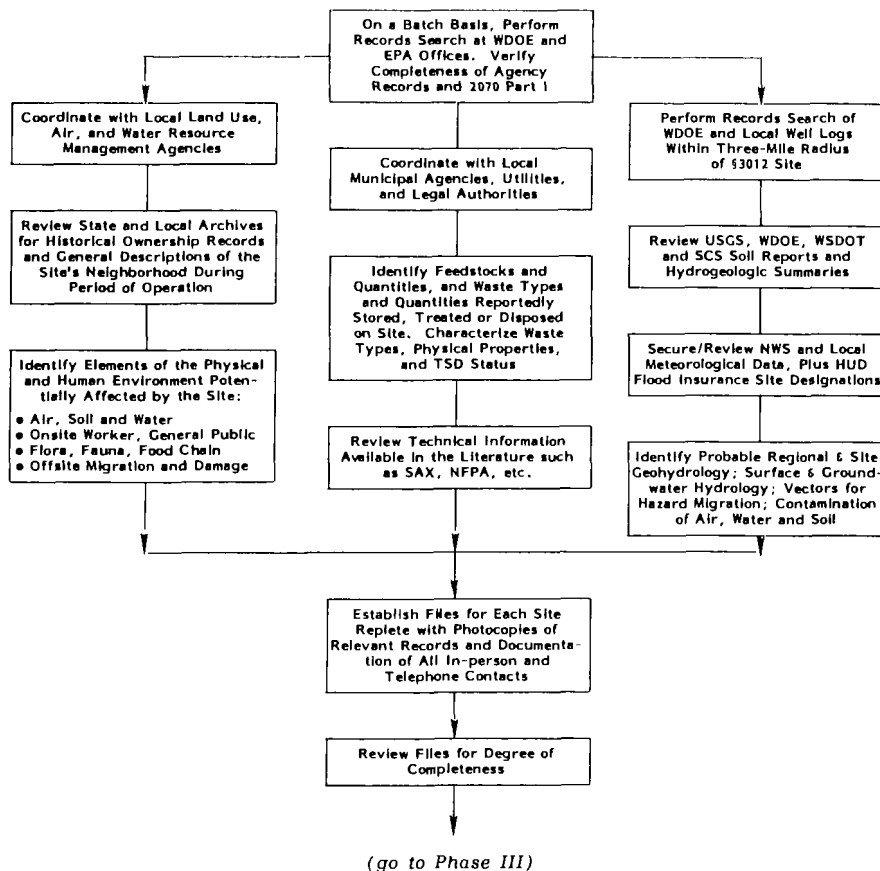 On a Batch Basis, Perform
Records Search at WDOE and
EPA Offices. Verify
Completeness of Agency
Records and 2070 Part I
Coordinate with Local Land Use,
Air, and Water Resource
Management Agencies
Review State and Local Archives
for Historical Ownership Records
and General Descriptions of the
Site's Neighborhood During
Period of Operation
Identify Elements of the Physical
and Human Environment Poten-
tially Affected by the Site:
● Air, Soil and Water
● Onsite Worker, General Public
● Flora, Fauna, Food Chain
● Offsite Migration and Damage
Coordinate with Local
Municipal Agencies, Utilities,
and Legal Authorities
Identify Feedstocks and
Quantities, and Waste Types
and Quantities Reportedly
Stored, Treated or Disposed
on Site. Characterize Waste
Types, Physical Properties,
and TSD Status
Review Technical Information
Available in the Literature such
as SAX, NFPA, etc.
Perform Records Search of
WDOE and Local Well Logs
Within Three-Mile Radius
of §3012 Site
Review USGS, WDOE, WSDOT
and SCS Soil Reports and
Hydrogeologic Summaries
Secure/Review NWS and Local
Meteorological Data, Plus HUD
Flood Insurance Site Designations
Identify Probable Regional & Site
Geohydrology; Surface & Ground-
water Hydrology; Vectors for
Hazard Migration; Contamination
of Air, Water and Soil
Establish Files for Each Site
Replete with Photocopies of
Relevant Records and Documenta-
tion of All In-person and
Telephone Contacts
Review Files for Degree of
Completeness
(go to Phase III)